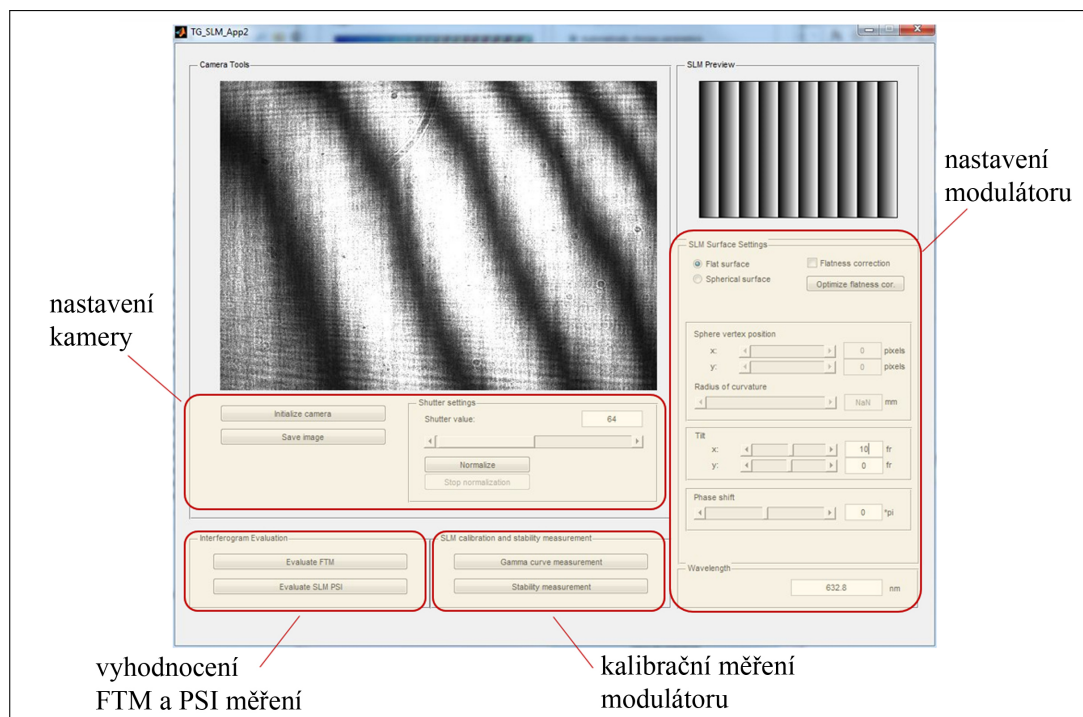 TG_SLM_App2
Camera Tools
SLM Preview
nastavení
modulátoru
SLM Surface Settings
Flat surface
Flatness correction
Spherical surface
Optimize flatness cor.
nastavení
kamery
Sphere vertex position
x: 0 pixels
y: 0 pixels
Radius of curvature
NaN mm
Initialize camera
Save image
Shutter settings
Shutter value: 64
Normalize
Stop normalization
Tilt
x: 10 fr
y: 0 fr
Phase shift
0 *pi
Interferogram Evaluation
Evaluate FTM
Evaluate SLM PSI
SLM calibration and stability measurement
Gamma curve measurement
Stability measurement
Wavelength
632.8 nm
vyhodnocení
FTM a PSI měření
kalibrační měření
modulátoru